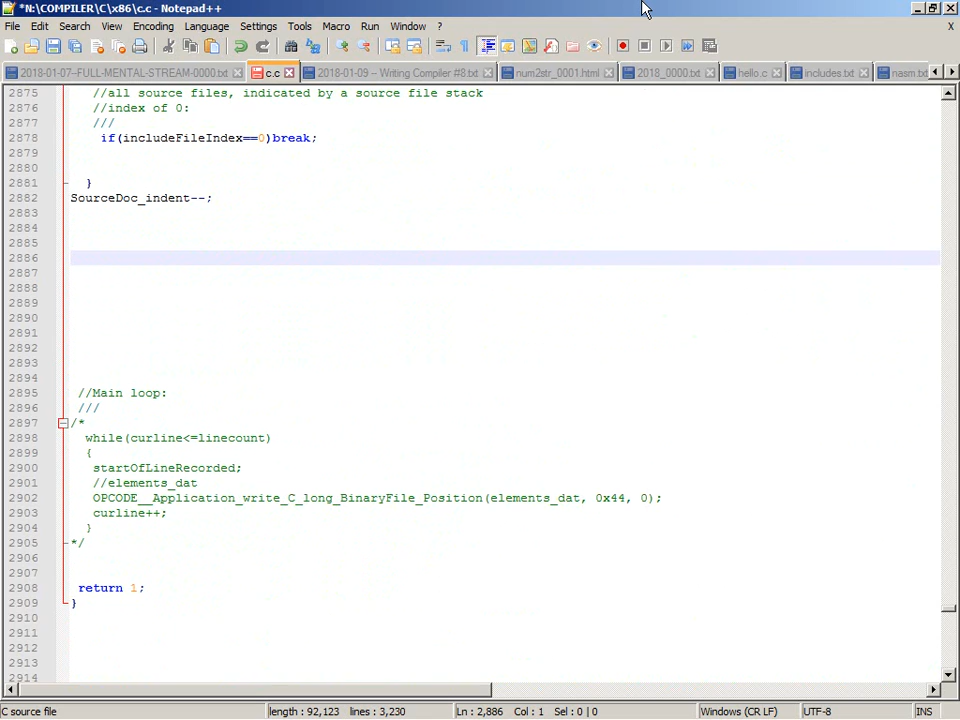 *N:\COMPILER\C\x86\c.c - Notepad++
File Edit Search View Encoding Language Settings Tools Macro Run Window ? X
2018-01-07-FULL-MENTAL-STREAM-0000.txt c.c 2018-01-09 -- Writing Compiler #8.txt num2str_0001.html 2018_0000.txt hello.c includes.txt nasm.tx
2875 //all source files, indicated by a source file stack
2876 //index of 0:
2877 ///
2878 if(includeFileIndex==0)break;
2879
2880
2881 }
2882 SourceDoc_indent--;
2883
2884
2885
2886
2887
2888
2889
2890
2891
2892
2893
2894
2895 //Main loop:
2896 ///
2897 /*
2898 while(curline<=linecount)
2899 {
2900 startOfLineRecorded;
2901 //elements_dat
2902 OPCODE__Application_write_C_long_BinaryFile_Position(elements_dat, 0x44, 0);
2903 curline++;
2904 }
2905 */
2906
2907
2908 return 1;
2909 }
2910
2911
2912
2913
2914
C source file length : 92,123 lines : 3,230 Ln : 2,886 Col : 1 Sel : 0 | 0 Windows (CR LF) UTF-8 INS